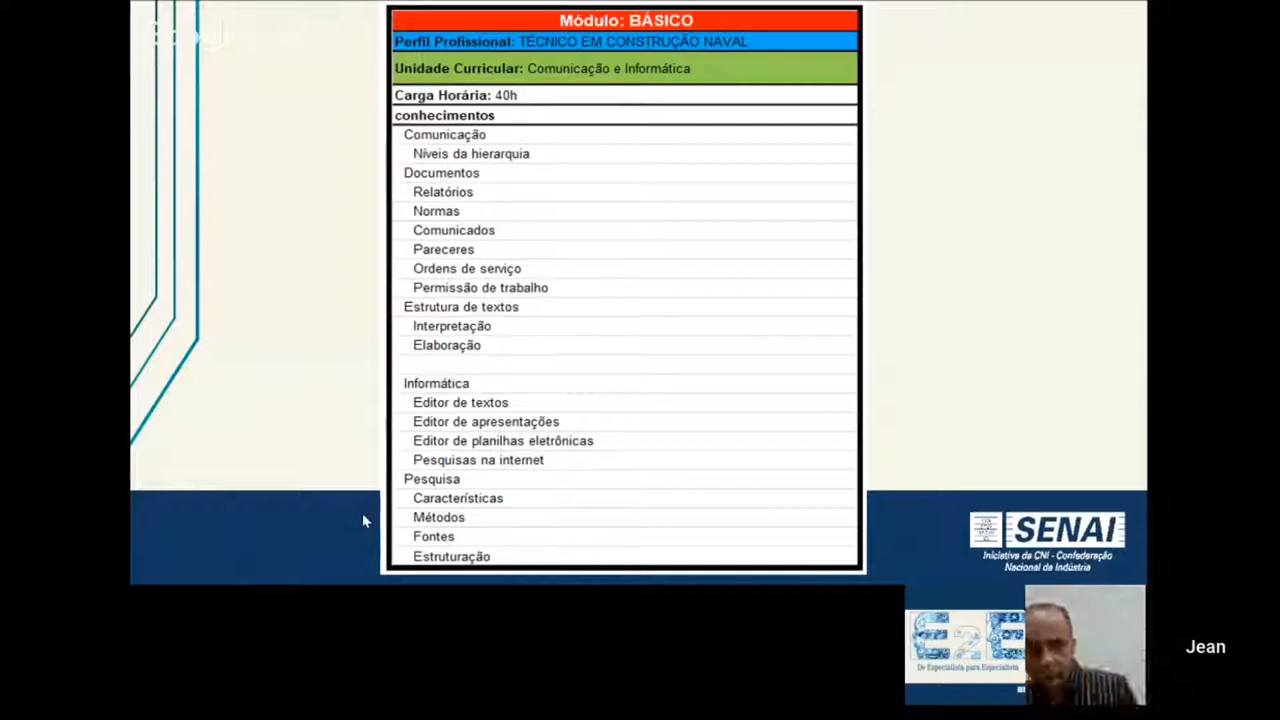 Módulo: BÁSICO
Perfil Profissional: TÉCNICO EM CONSTRUÇÃO NAVAL
Unidade Curricular: Comunicação e Informática
Carga Horária: 40h
conhecimentos
Comunicação
Níveis da hierarquia
Documentos
Relatórios
Normas
Comunicados
Pareceres
Ordens de serviço
Permissão de trabalho
Estrutura de textos
Interpretação
Elaboração
Informática
Editor de textos
Editor de apresentações
Editor de planilhas eletrônicas
Pesquisas na internet
Pesquisa
Características
Métodos
Fontes
Estruturação
SENAI
Iniciativa da CNI - Confederação
Nacional da Indústria
E2E
De Especialista para Especialista
Jean